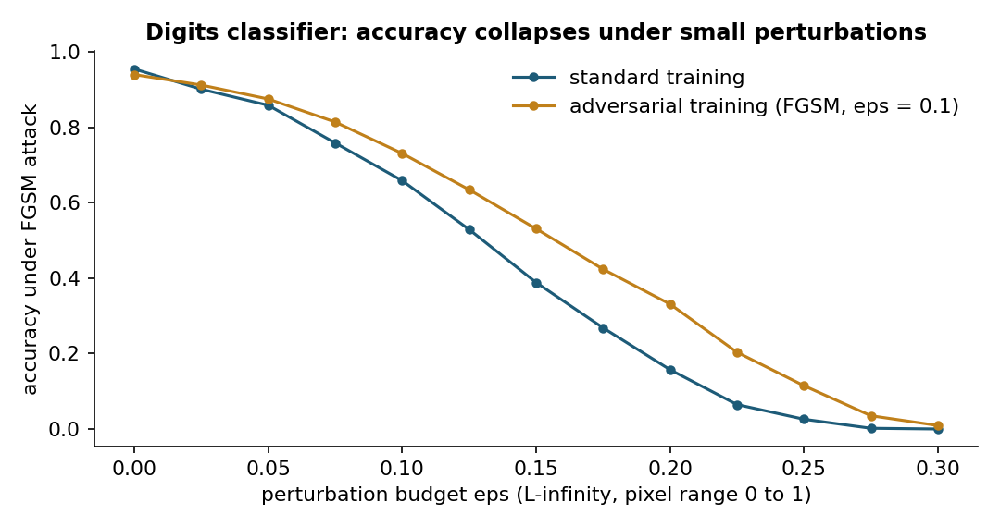 Digits classifier: accuracy collapses under small perturbations
standard training
adversarial training (FGSM, eps = 0.1)
accuracy under FGSM attack
1.0
0.8
0.6
0.4
0.2
0.0
0.00 0.05 0.10 0.15 0.20 0.25 0.30
perturbation budget eps (L-infinity, pixel range 0 to 1)